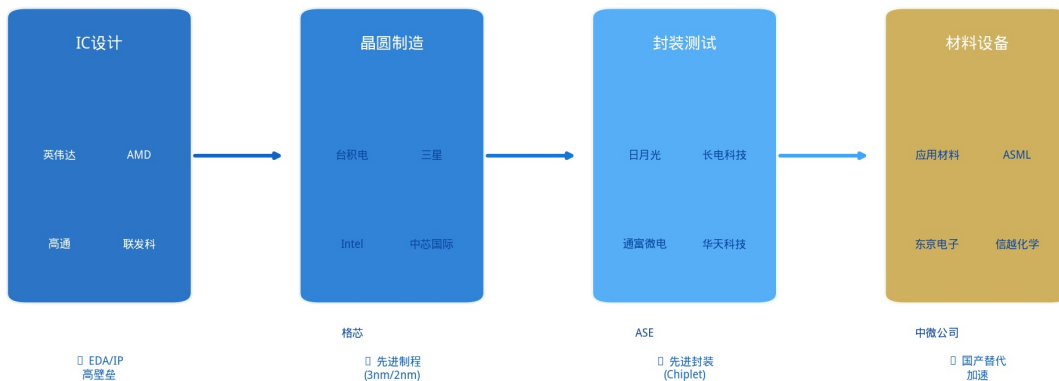 IC设计
英伟达 AMD
高通 联发科
EDA/IP
高壁垒
晶圆制造
台积电 三星
Intel 中芯国际
格芯
先进制程
(3nm/2nm)
封装测试
日月光 长电科技
通富微电 华天科技
ASE
先进封装
(Chiplet)
材料设备
应用材料 ASML
东京电子 信越化学
中微公司
国产替代
加速